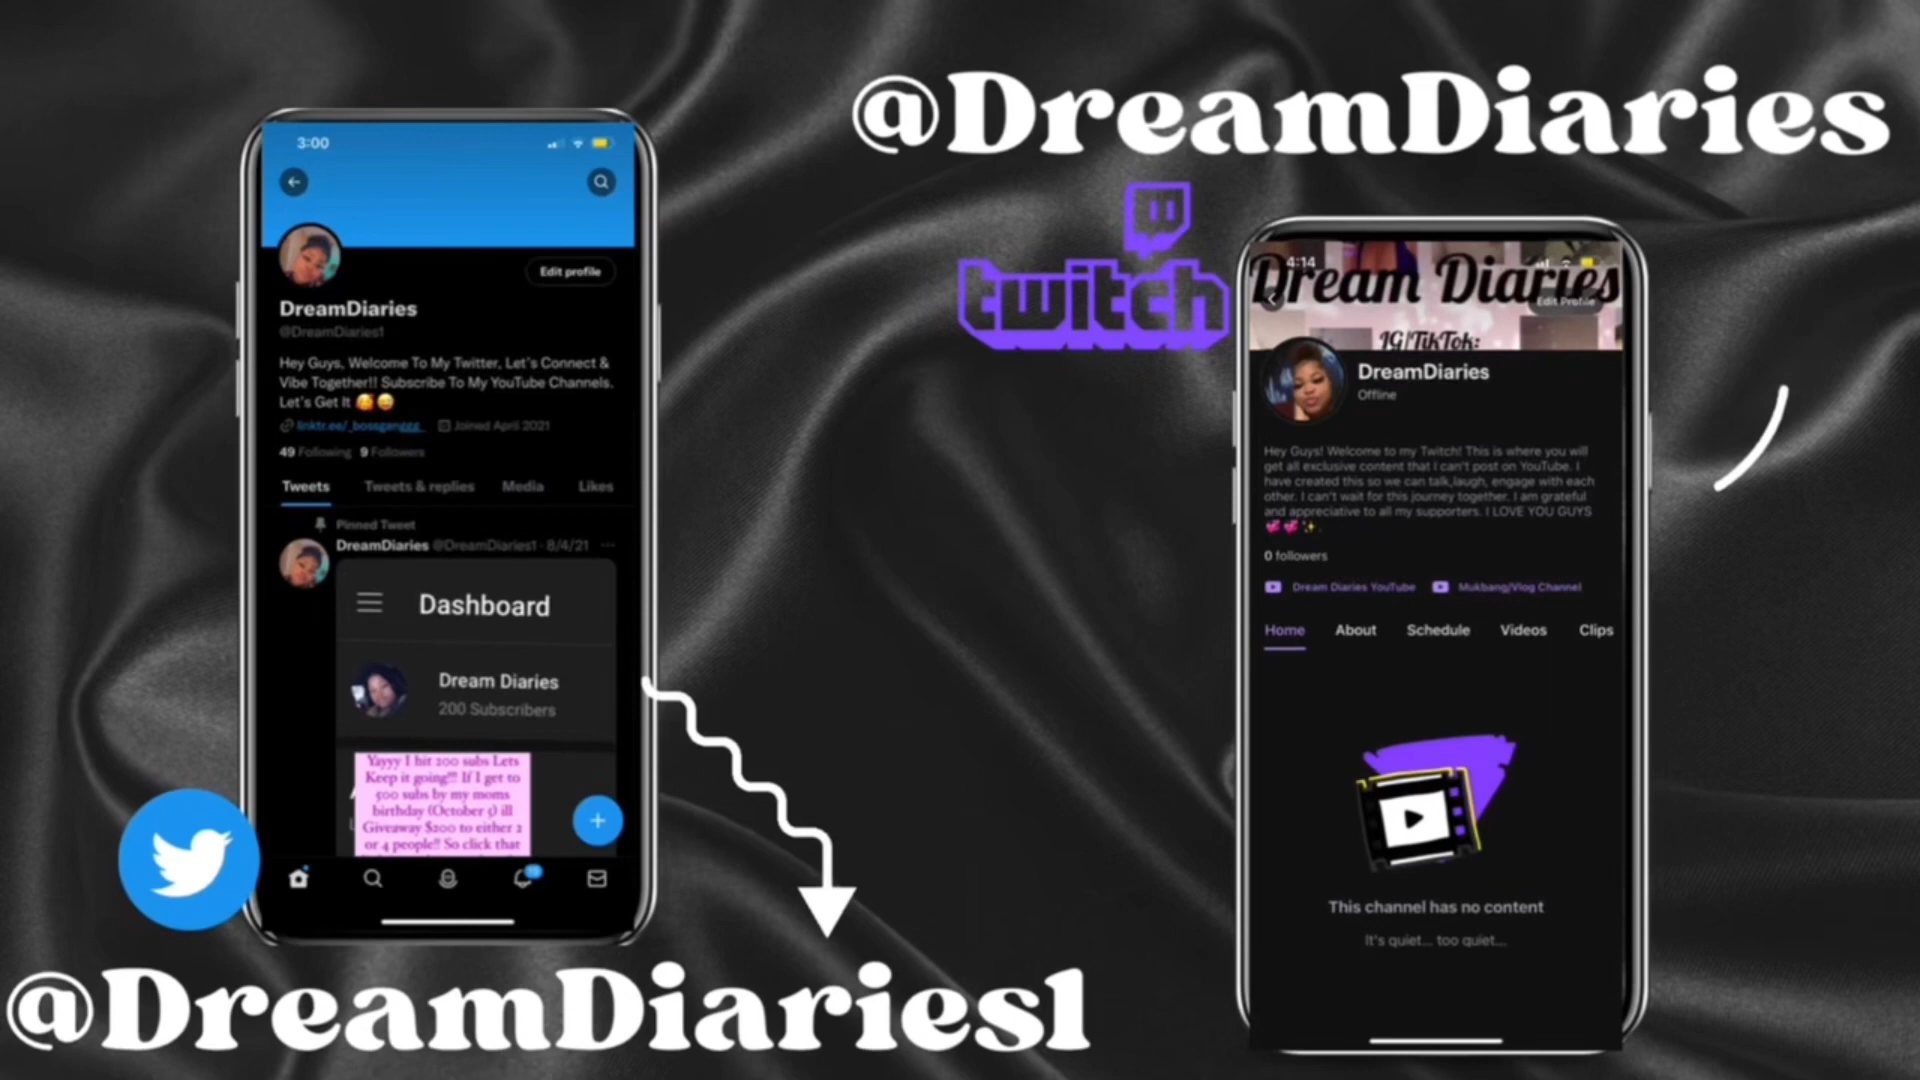 @DreamDiaries
twitch
3:00
Edit profile
DreamDiaries
@DreamDiaries1
Hey Guys, Welcome To My Twitter, Let's Connect &
Vibe Together!! Subscribe To My YouTube Channels.
Let's Get It 🥰😄
linktr.ee/_bossganggg_ Joined April 2021
49 Following 9 Followers
Tweets Tweets & replies Media Likes
Pinned Tweet
DreamDiaries @DreamDiaries1 · 8/4/21
Dashboard
Dream Diaries
200 Subscribers
Yayyy I hit 200 subs Lets
Keep it going!!! If I get to
500 subs by my moms
birthday (October 5) ill
Giveaway $200 to either 2
or 4 people!! So click that
@DreamDiaries1
4:14
Dream Diaries
Edit Profile
IG/TikTok:
DreamDiaries
Offline
Hey Guys! Welcome to my Twitch! This is where you will
get all exclusive content that I can't post on YouTube. I
have created this so we can talk,laugh, engage with each
other. I can't wait for this journey together. I am grateful
and appreciative to all my supporters. I LOVE YOU GUYS
💞💞✨
0 followers
Dream Diaries YouTube Mukbang/Vlog Channel
Home About Schedule Videos Clips
This channel has no content
It's quiet... too quiet...